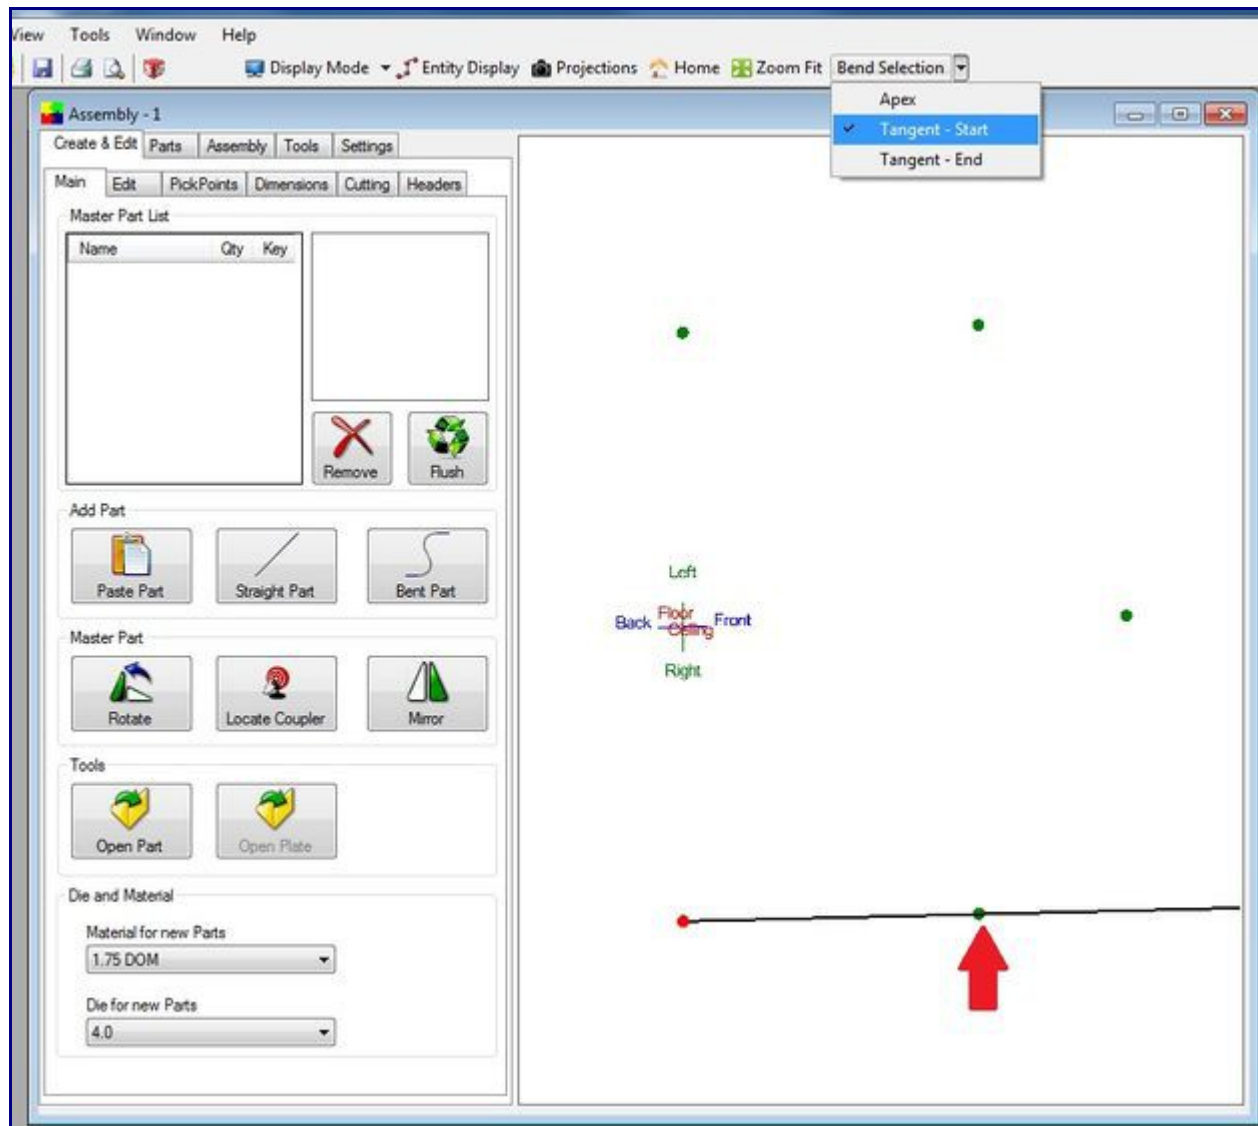 View Tools Window Help
Display Mode Entity Display Projections Home Zoom Fit Bend Selection
Apex
Tangent - Start
Tangent - End
Assembly - 1
Create & Edit Parts Assembly Tools Settings
Main Edit PickPoints Dimensions Cutting Headers
Master Part List
Name Qty Key
Remove Flush
Add Part
Paste Part Straight Part Bent Part
Master Part
Rotate Locate Coupler Mirror
Tools
Open Part Open Plate
Die and Material
Material for new Parts
1.75 DOM
Die for new Parts
4.0
Left
Back Floor Front
Ceiling
Right